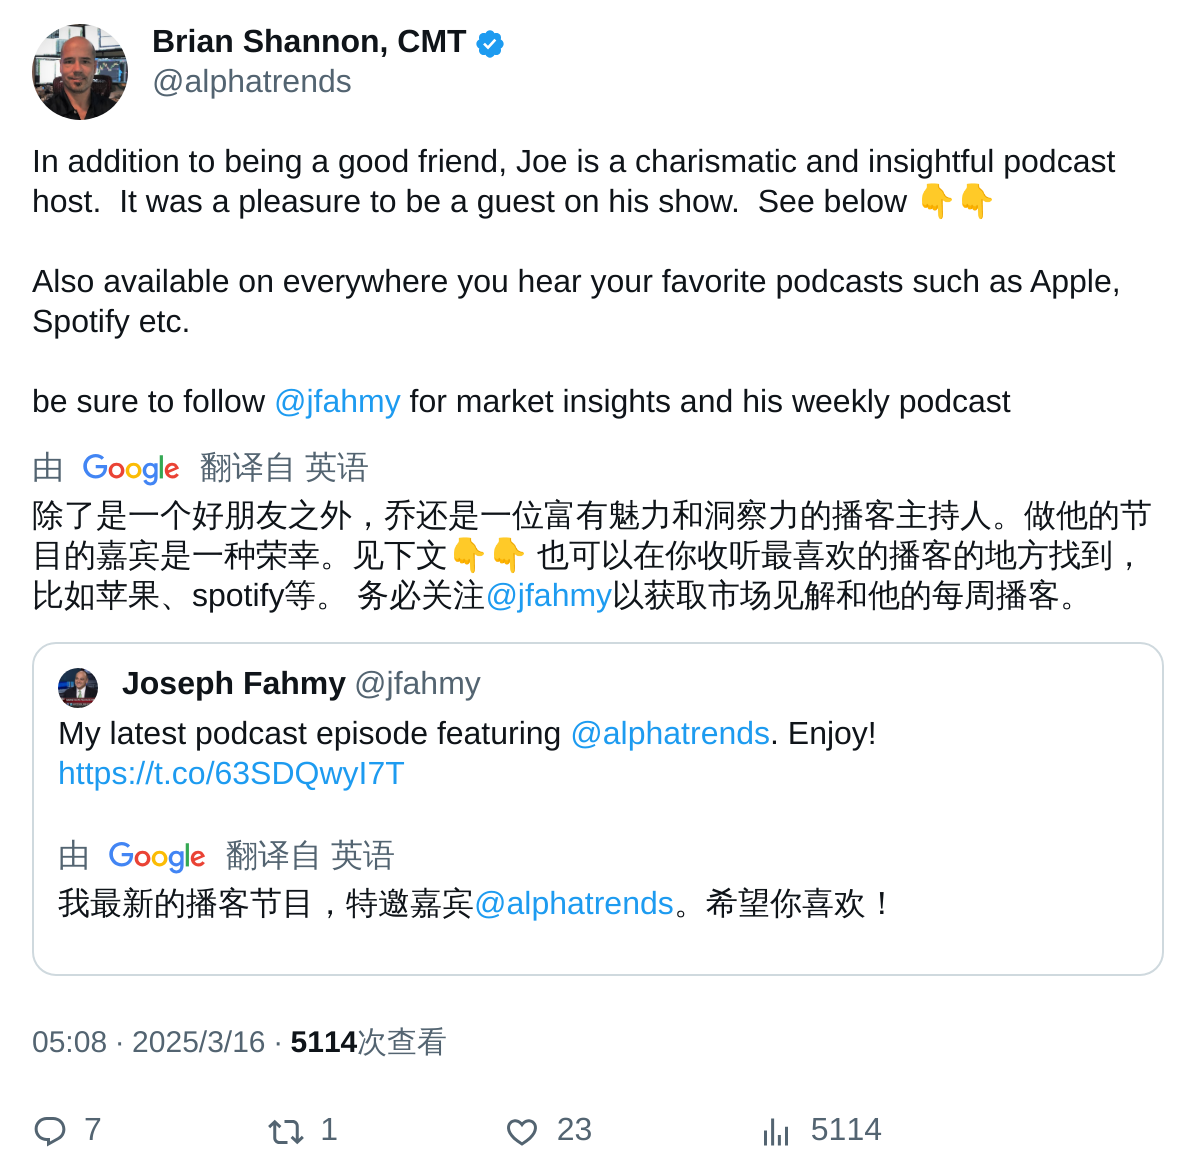 Brian Shannon, CMT
@alphatrends
In addition to being a good friend, Joe is a charismatic and insightful podcast
host.  It was a pleasure to be a guest on his show.  See below 👇👇
Also available on everywhere you hear your favorite podcasts such as Apple,
Spotify etc.
be sure to follow @jfahmy for market insights and his weekly podcast
由 Google 翻译自 英语
除了是一个好朋友之外，乔还是一位富有魅力和洞察力的播客主持人。做他的节
目的嘉宾是一种荣幸。见下文👇👇 也可以在你收听最喜欢的播客的地方找到，
比如苹果、spotify等。 务必关注@jfahmy以获取市场见解和他的每周播客。
Joseph Fahmy @jfahmy
My latest podcast episode featuring @alphatrends. Enjoy!
https://t.co/63SDQwyI7T
由 Google 翻译自 英语
我最新的播客节目，特邀嘉宾@alphatrends。希望你喜欢！
05:08 · 2025/3/16 · 5114次查看
7 1 23 5114